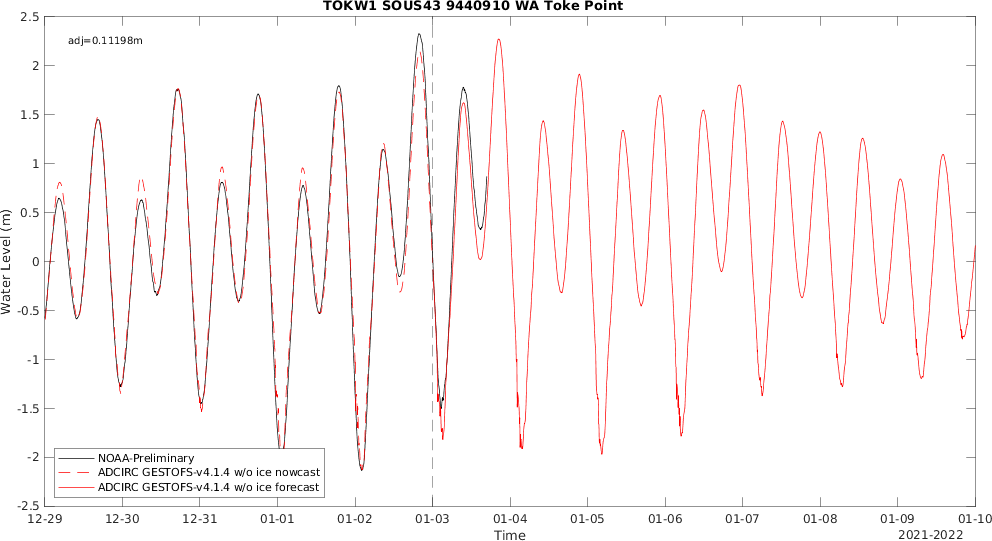 TOKW1 SOUS43 9440910 WA Toke Point
adj=0.11198m
2.5
2
1.5
1
0.5
0
-0.5
-1
-1.5
-2
-2.5
Water Level (m)
NOAA-Preliminary
ADCIRC GESTOFS-v4.1.4 w/o ice nowcast
ADCIRC GESTOFS-v4.1.4 w/o ice forecast
12-29 12-30 12-31 01-01 01-02 01-03 01-04 01-05 01-06 01-07 01-08 01-09 01-10
Time
2021-2022